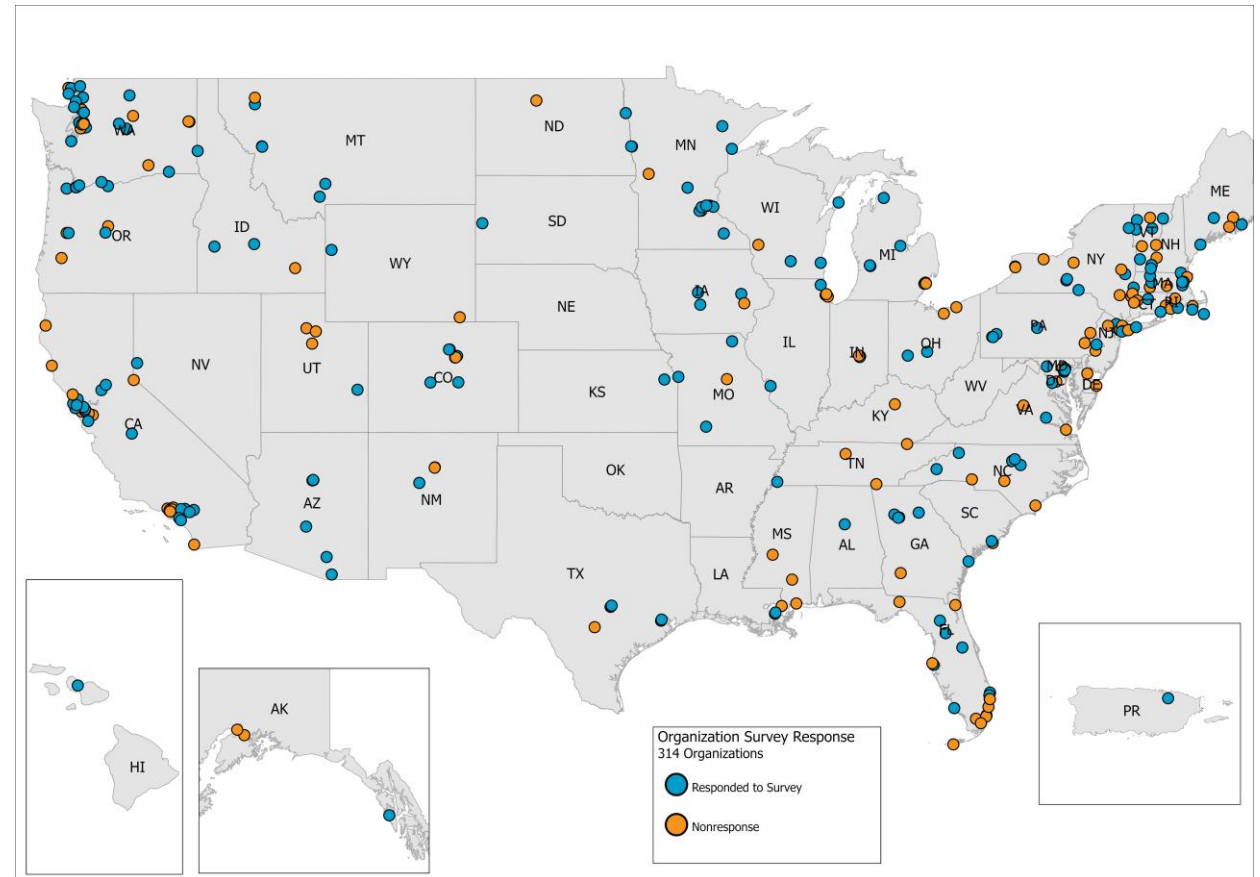 WA
MT
ND
MN
ME
OR
ID
SD
WI
VT
NH
WY
MI
NY
MA
CT
RI
NE
IA
PA
NJ
NV
UT
CO
IL
IN
OH
MD
DE
KS
MO
WV
VA
CA
KY
OK
TN
NC
AZ
NM
AR
SC
MS
AL
GA
TX
LA
FL
AK
HI
PR
Organization Survey Response
314 Organizations
Responded to Survey
Nonresponse